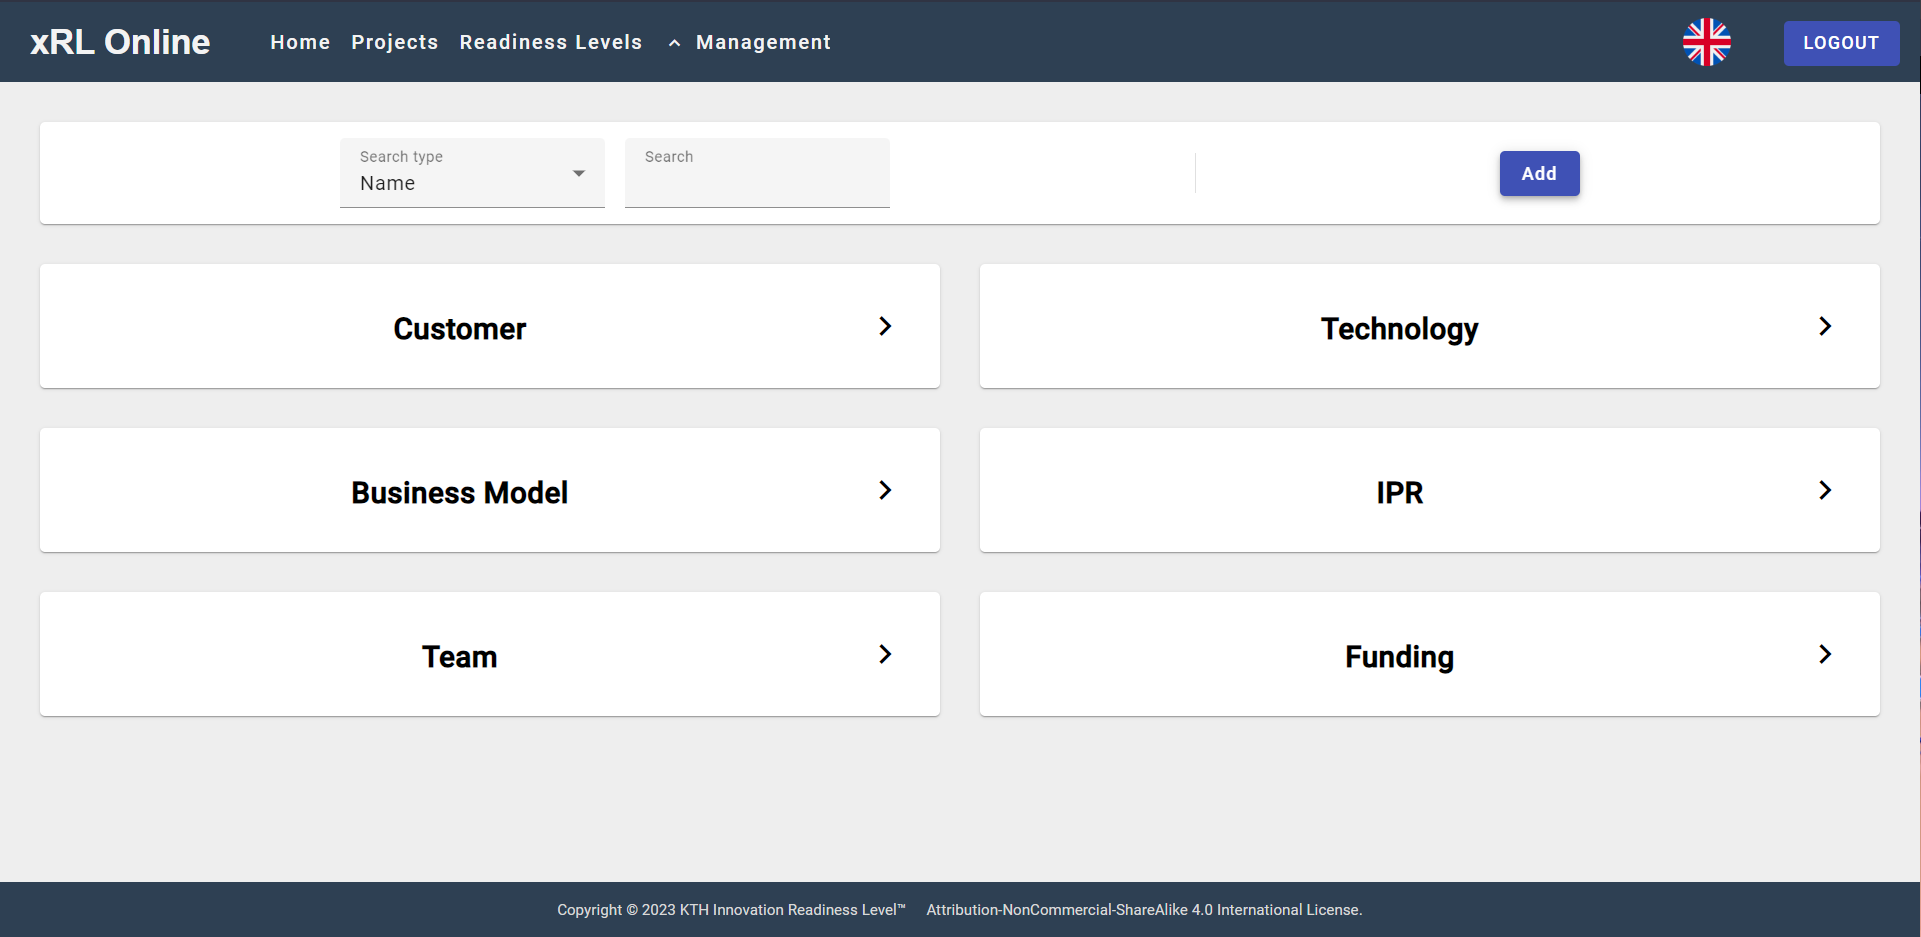 xRL Online
Home Projects Readiness Levels Management
LOGOUT
Search type
Name
Search
Add
Customer
Technology
Business Model
IPR
Team
Funding
Copyright © 2023 KTH Innovation Readiness Level™ Attribution-NonCommercial-ShareAlike 4.0 International License.